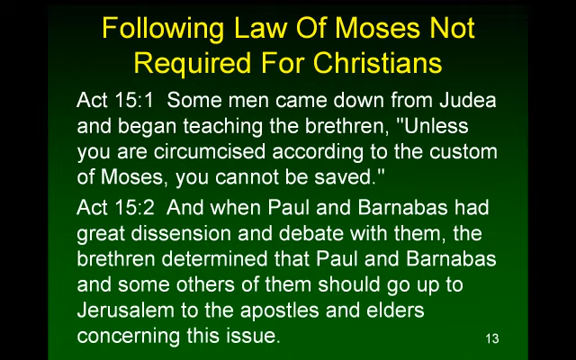 Following Law Of Moses Not
Required For Christians
Act 15:1 Some men came down from Judea
and began teaching the brethren, "Unless
you are circumcised according to the custom
of Moses, you cannot be saved."
Act 15:2 And when Paul and Barnabas had
great dissension and debate with them, the
brethren determined that Paul and Barnabas
and some others of them should go up to
Jerusalem to the apostles and elders
concerning this issue.
13